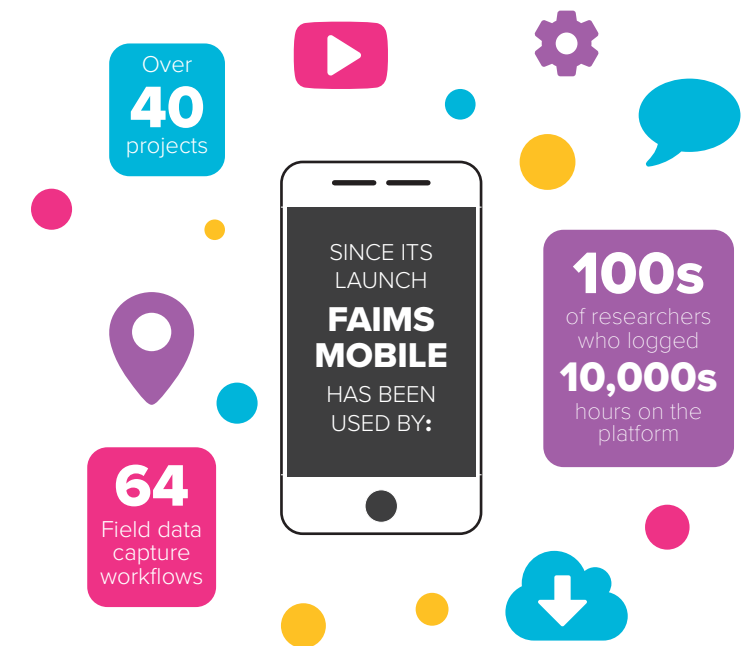 Over
40
projects
SINCE ITS
LAUNCH
FAIMS
MOBILE
HAS BEEN
USED BY:
100s
of researchers
who logged
10,000s
hours on the
platform
64
Field data
capture
workflows